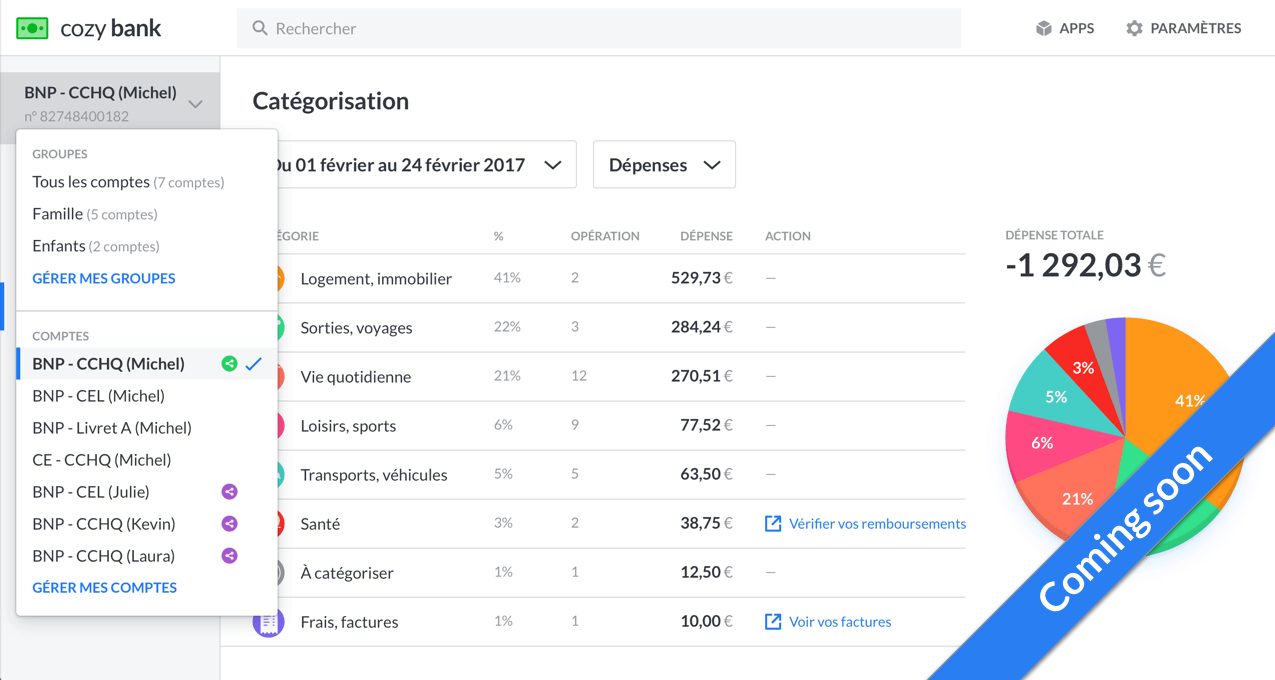 cozy bank
Rechercher
APPS
PARAMÈTRES
BNP - CCHQ (Michel)
n° 82748400182
GROUPES
Tous les comptes (7 comptes)
Famille (5 comptes)
Enfants (2 comptes)
GÉRER MES GROUPES
COMPTES
BNP - CCHQ (Michel)
BNP - CEL (Michel)
BNP - Livret A (Michel)
CE - CCHQ (Michel)
BNP - CEL (Julie)
BNP - CCHQ (Kevin)
BNP - CCHQ (Laura)
GÉRER MES COMPTES
Catégorisation
Du 01 février au 24 février 2017
Dépenses
ÉGORIE % OPÉRATION DÉPENSE ACTION
Logement, immobilier 41% 2 529,73 € —
Sorties, voyages 22% 3 284,24 € —
Vie quotidienne 21% 12 270,51 € —
Loisirs, sports 6% 9 77,52 € —
Transports, véhicules 5% 5 63,50 € —
Santé 3% 2 38,75 € Vérifier vos remboursements
À catégoriser 1% 1 12,50 € —
Frais, factures 1% 1 10,00 € Voir vos factures
DÉPENSE TOTALE
-1 292,03 €
3%
5%
41%
6%
21%
Coming soon